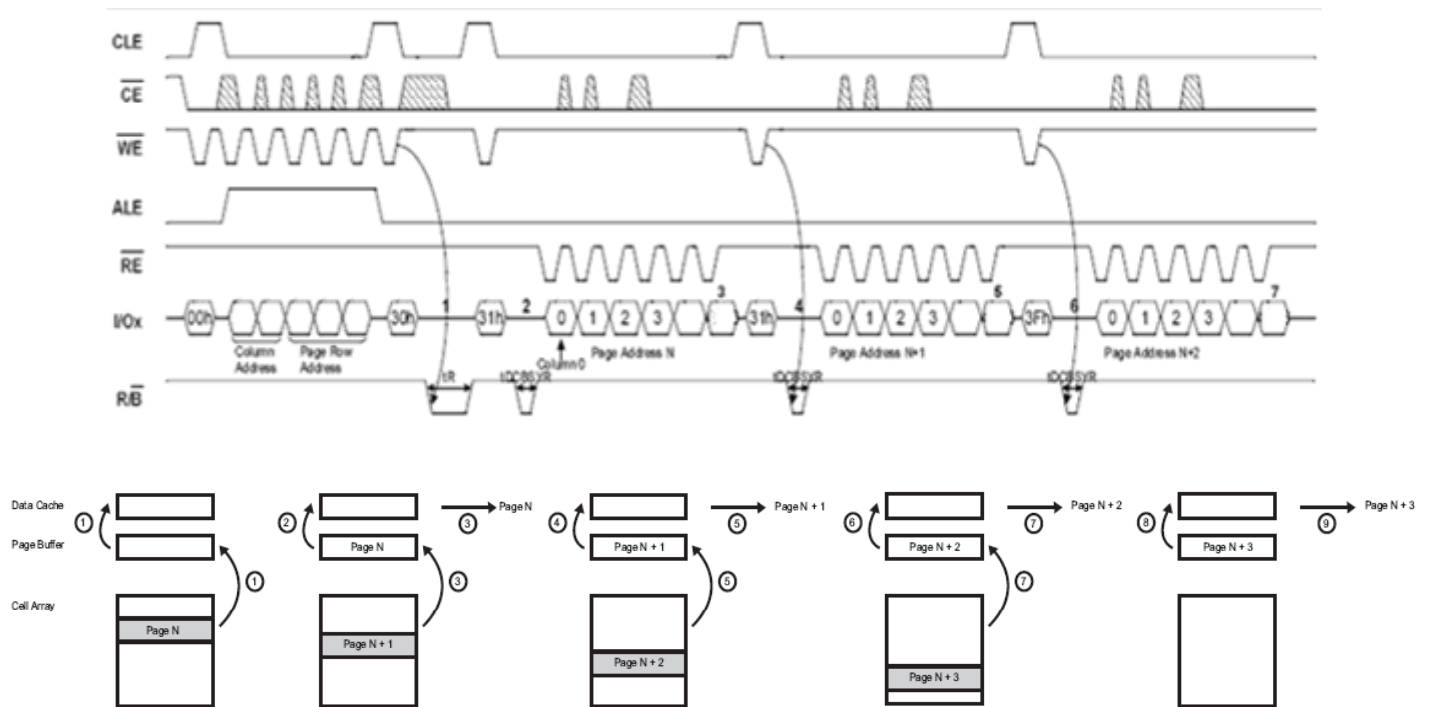 CLE
CE
WE
ALE
RE
1 2 3 4 5 6 7
I/Ox 00h 30h 31h 0 1 2 3 31h 0 1 2 3 3Fh 0 1 2 3
Column Address
Page Row Address
Column 0
Page Address N
Page Address N+1
Page Address N+2
R/B tR tDCBSYR tDCBSYR tDCBSYR
Data Cache 1 2 3 Page N 4 5 Page N + 1 6 7 Page N + 2 8 9 Page N + 3
Page Buffer Page N Page N + 1 Page N + 2 Page N + 3
1 3 5 7
Cell Array
Page N
Page N + 1
Page N + 2
Page N + 3